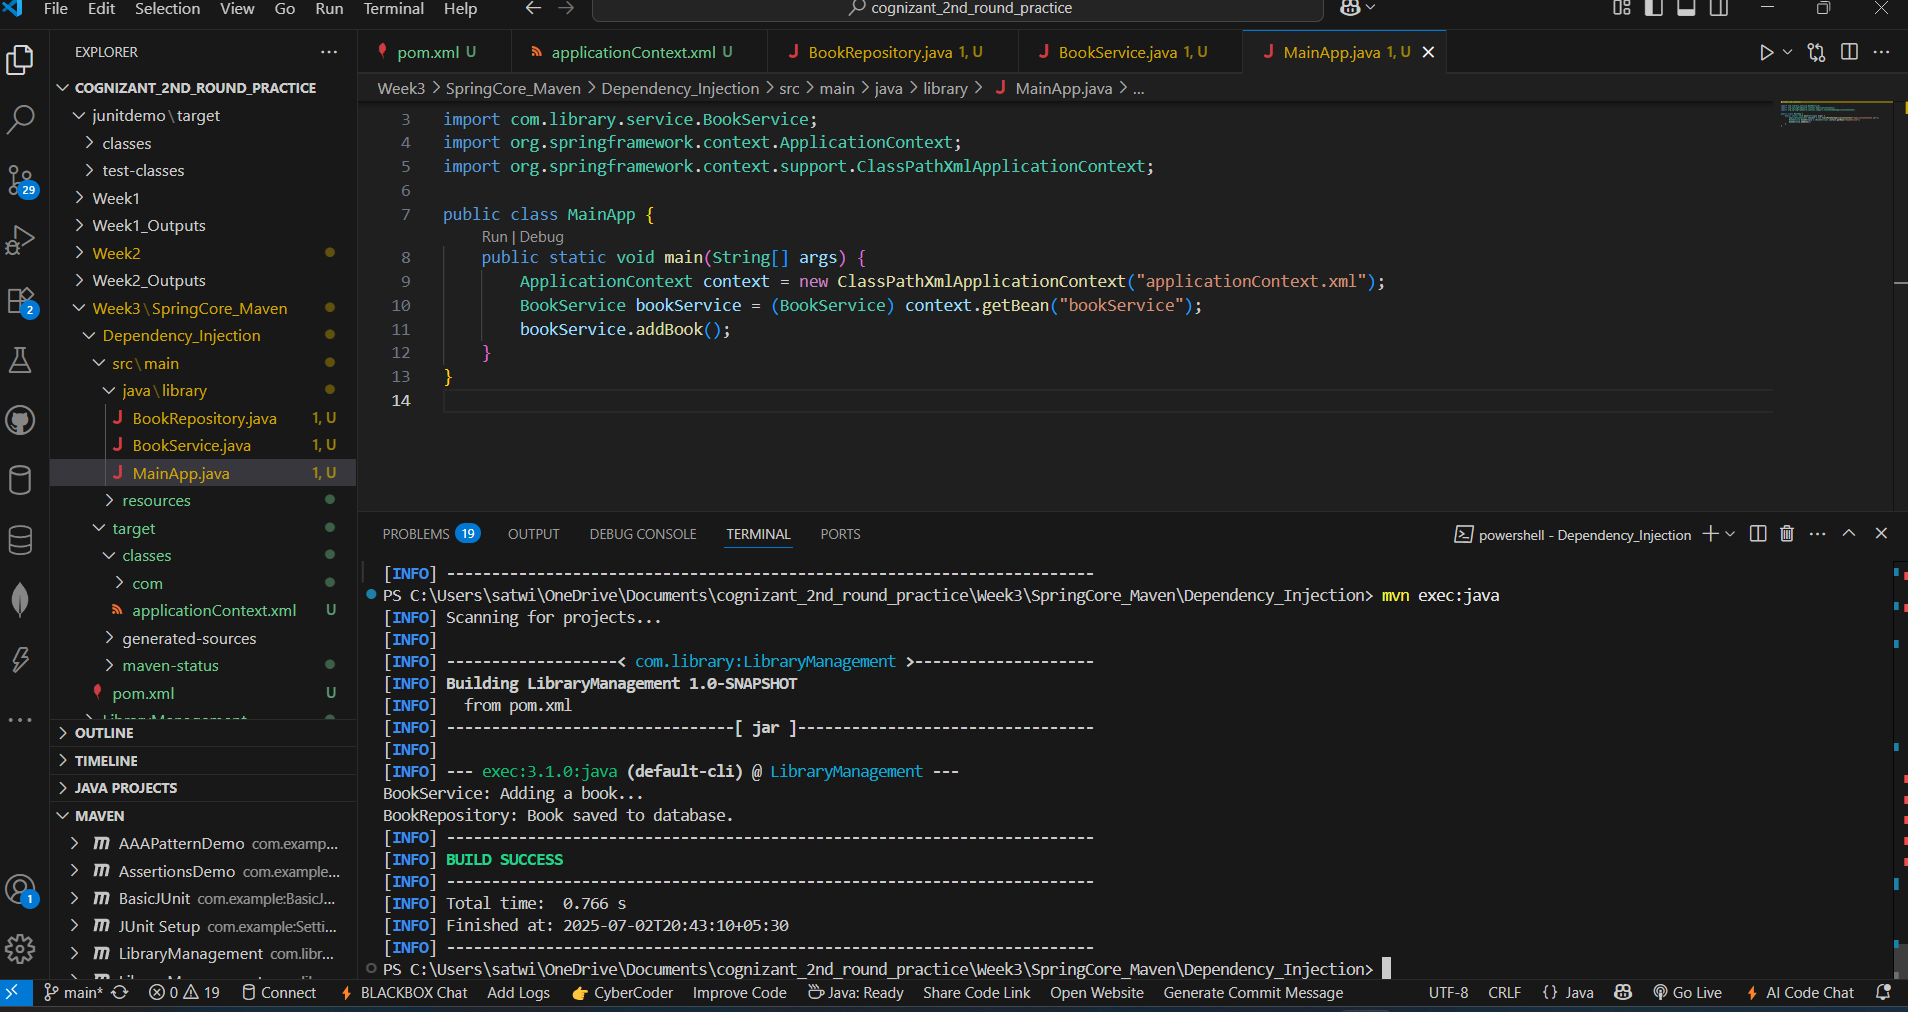 File Edit Selection View Go Run Terminal Help
cognizant_2nd_round_practice
EXPLORER
COGNIZANT_2ND_ROUND_PRACTICE
junitdemo\target
classes
test-classes
Week1
Week1_Outputs
Week2
Week2_Outputs
Week3\SpringCore_Maven
Dependency_Injection
src\main
java\library
BookRepository.java 1, U
BookService.java 1, U
MainApp.java 1, U
resources
target
classes
com
applicationContext.xml U
generated-sources
maven-status
pom.xml U
LibraryManagement
OUTLINE
TIMELINE
JAVA PROJECTS
MAVEN
AAAPatternDemo com.examp...
AssertionsDemo com.example...
BasicJUnit com.example:BasicJ...
JUnit Setup com.example:Setti...
LibraryManagement com.libr...
29
2
1
pom.xml U applicationContext.xml U BookRepository.java 1, U BookService.java 1, U MainApp.java 1, U
Week3 > SpringCore_Maven > Dependency_Injection > src > main > java > library > MainApp.java > ...
3 import com.library.service.BookService;
4 import org.springframework.context.ApplicationContext;
5 import org.springframework.context.support.ClassPathXmlApplicationContext;
6
7 public class MainApp {
Run | Debug
8 public static void main(String[] args) {
9 ApplicationContext context = new ClassPathXmlApplicationContext("applicationContext.xml");
10 BookService bookService = (BookService) context.getBean("bookService");
11 bookService.addBook();
12 }
13 }
14
PROBLEMS 19 OUTPUT DEBUG CONSOLE TERMINAL PORTS
powershell - Dependency_Injection
[INFO] ------------------------------------------------------------------------
PS C:\Users\satwi\OneDrive\Documents\cognizant_2nd_round_practice\Week3\SpringCore_Maven\Dependency_Injection> mvn exec:java
[INFO] Scanning for projects...
[INFO]
[INFO] -------------------< com.library:LibraryManagement >--------------------
[INFO] Building LibraryManagement 1.0-SNAPSHOT
[INFO]   from pom.xml
[INFO] --------------------------------[ jar ]---------------------------------
[INFO]
[INFO] --- exec:3.1.0:java (default-cli) @ LibraryManagement ---
BookService: Adding a book...
BookRepository: Book saved to database.
[INFO] ------------------------------------------------------------------------
[INFO] BUILD SUCCESS
[INFO] ------------------------------------------------------------------------
[INFO] Total time:  0.766 s
[INFO] Finished at: 2025-07-02T20:43:10+05:30
[INFO] ------------------------------------------------------------------------
PS C:\Users\satwi\OneDrive\Documents\cognizant_2nd_round_practice\Week3\SpringCore_Maven\Dependency_Injection>
main* 0 19 Connect BLACKBOX Chat Add Logs CyberCoder Improve Code Java: Ready Share Code Link Open Website Generate Commit Message UTF-8 CRLF {} Java Go Live AI Code Chat